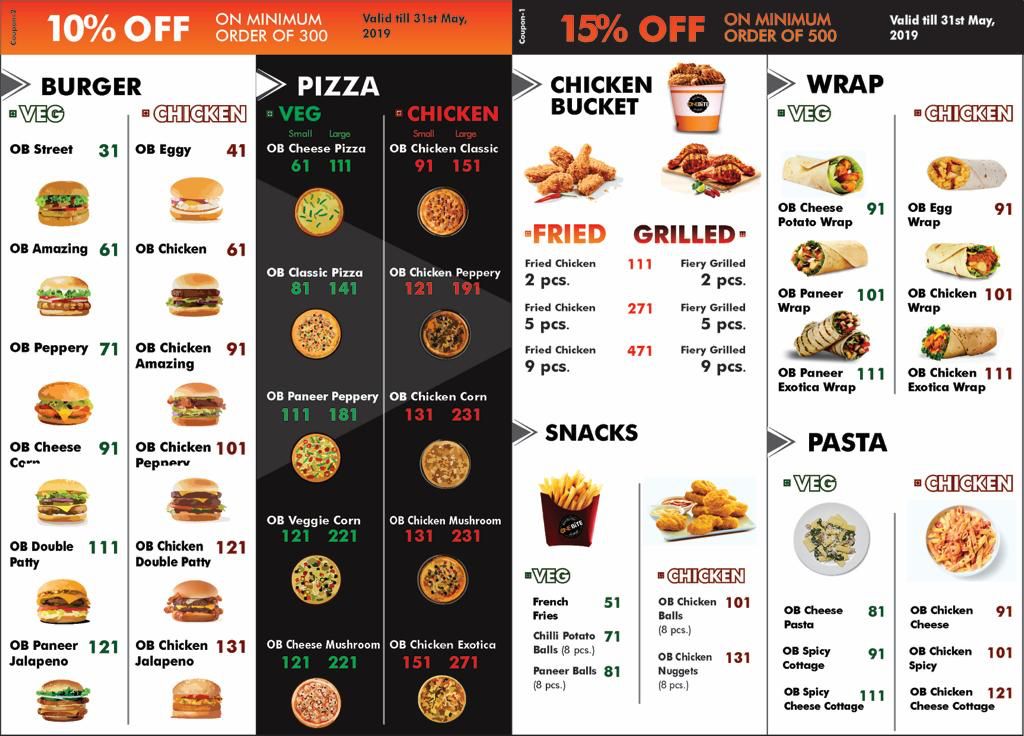 Coupon-2
10% OFF
ON MINIMUM
ORDER OF 300
Valid till 31st May,
2019
Coupon-1
15% OFF
ON MINIMUM
ORDER OF 500
Valid till 31st May,
2019
BURGER
VEG
OB Street 31
OB Amazing 61
OB Peppery 71
OB Cheese 91
Corn
OB Double 111
Patty
OB Paneer 121
Jalapeno
CHICKEN
OB Eggy 41
OB Chicken 61
OB Chicken 91
Amazing
OB Chicken 101
Peppery
OB Chicken 121
Double Patty
OB Chicken 131
Jalapeno
PIZZA
VEG
Small Large
OB Cheese Pizza
61 111
OB Classic Pizza
81 141
OB Paneer Peppery
111 181
OB Veggie Corn
121 221
OB Cheese Mushroom
121 221
CHICKEN
Small Large
OB Chicken Classic
91 151
OB Chicken Peppery
121 191
OB Chicken Corn
131 231
OB Chicken Mushroom
131 231
OB Chicken Exotica
151 271
CHICKEN
BUCKET
ONEBITE
FRIED GRILLED
Fried Chicken 111 Fiery Grilled
2 pcs. 2 pcs.
Fried Chicken 271 Fiery Grilled
5 pcs. 5 pcs.
Fried Chicken 471 Fiery Grilled
9 pcs. 9 pcs.
SNACKS
ONEBITE
VEG
French 51
Fries
Chilli Potato 71
Balls (8 pcs.)
Paneer Balls 81
(8 pcs.)
CHICKEN
OB Chicken 101
Balls
(8 pcs.)
OB Chicken 131
Nuggets
(8 pcs.)
WRAP
VEG
OB Cheese 91
Potato Wrap
OB Paneer 101
Wrap
OB Paneer 111
Exotica Wrap
CHICKEN
OB Egg 91
Wrap
OB Chicken 101
Wrap
OB Chicken 111
Exotica Wrap
PASTA
VEG
OB Cheese 81
Pasta
OB Spicy 91
Cottage
OB Spicy 111
Cheese Cottage
CHICKEN
OB Chicken 91
Cheese
OB Chicken 101
Spicy
OB Chicken 121
Cheese Cottage